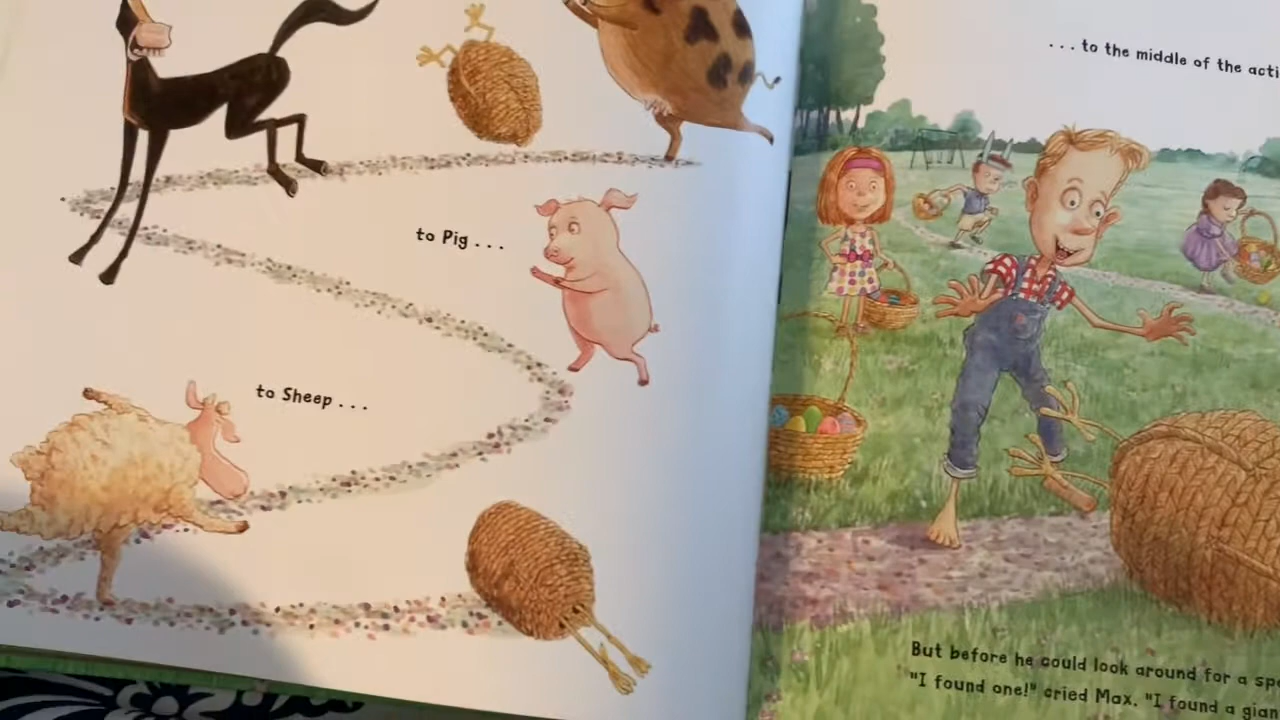 to Pig . . .
to Sheep . . .
. . . to the middle of the acti
But before he could look around for a spe
"I found one!" cried Max. "I found a gian